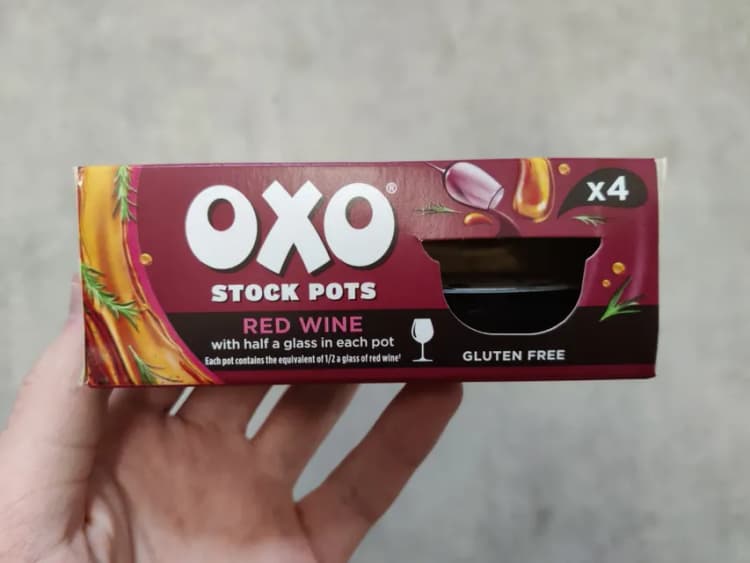 OXO®
x4
STOCK POTS
RED WINE
with half a glass in each pot
Each pot contains the equivalent of 1/2 a glass of red wine†
GLUTEN FREE